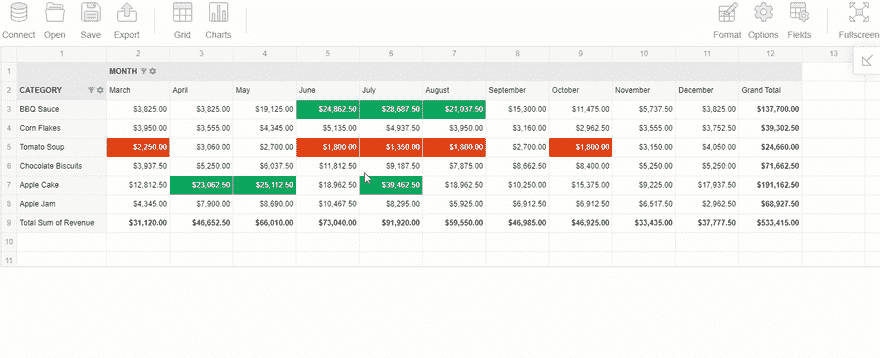 Connect Open Save Export Grid Charts Format Options Fields Fullscreen
1 2 3 4 5 6 7 8 9 10 11 12 13
1 MONTH
2 CATEGORY March April May June July August September October November December Grand Total
3 BBQ Sauce $3,825.00 $3,825.00 $19,125.00 $24,862.50 $28,687.50 $21,037.50 $15,300.00 $11,475.00 $5,737.50 $3,825.00 $137,700.00
4 Corn Flakes $3,950.00 $3,555.00 $4,345.00 $5,135.00 $4,937.50 $3,950.00 $3,160.00 $2,962.50 $3,555.00 $3,752.50 $39,302.50
5 Tomato Soup $2,250.00 $3,060.00 $2,700.00 $1,800.00 $1,350.00 $1,800.00 $2,700.00 $1,800.00 $3,150.00 $4,050.00 $24,660.00
6 Chocolate Biscuits $3,937.50 $5,250.00 $6,037.50 $11,812.50 $9,187.50 $7,875.00 $8,662.50 $8,400.00 $5,250.00 $5,250.00 $71,662.50
7 Apple Cake $12,812.50 $23,062.50 $25,112.50 $18,962.50 $39,462.50 $18,962.50 $10,250.00 $15,375.00 $9,225.00 $17,937.50 $191,162.50
8 Apple Jam $4,345.00 $7,900.00 $8,690.00 $10,467.50 $8,295.00 $5,925.00 $6,912.50 $6,912.50 $6,517.50 $2,962.50 $68,927.50
9 Total Sum of Revenue $31,120.00 $46,652.50 $66,010.00 $73,040.00 $91,920.00 $59,550.00 $46,985.00 $46,925.00 $33,435.00 $37,777.50 $533,415.00
10
11